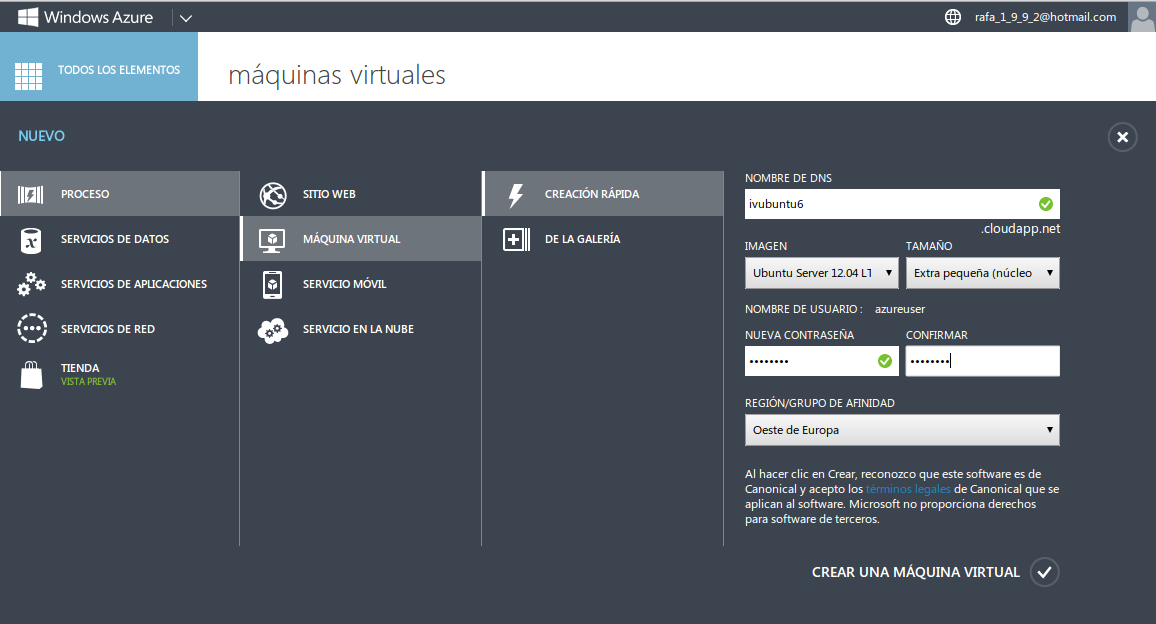 Windows Azure
rafa_1_9_9_2@hotmail.com
TODOS LOS ELEMENTOS
máquinas virtuales
NUEVO
PROCESO
SERVICIOS DE DATOS
SERVICIOS DE APLICACIONES
SERVICIOS DE RED
TIENDA
VISTA PREVIA
SITIO WEB
MÁQUINA VIRTUAL
SERVICIO MÓVIL
SERVICIO EN LA NUBE
CREACIÓN RÁPIDA
DE LA GALERÍA
NOMBRE DE DNS
ivubuntu6
.cloudapp.net
IMAGEN TAMAÑO
Ubuntu Server 12.04 LT Extra pequeña (núcleo
NOMBRE DE USUARIO : azureuser
NUEVA CONTRASEÑA CONFIRMAR
•••••••• ••••••••
REGIÓN/GRUPO DE AFINIDAD
Oeste de Europa
Al hacer clic en Crear, reconozco que este software es de
Canonical y acepto los términos legales de Canonical que se
aplican al software. Microsoft no proporciona derechos
para software de terceros.
CREAR UNA MÁQUINA VIRTUAL